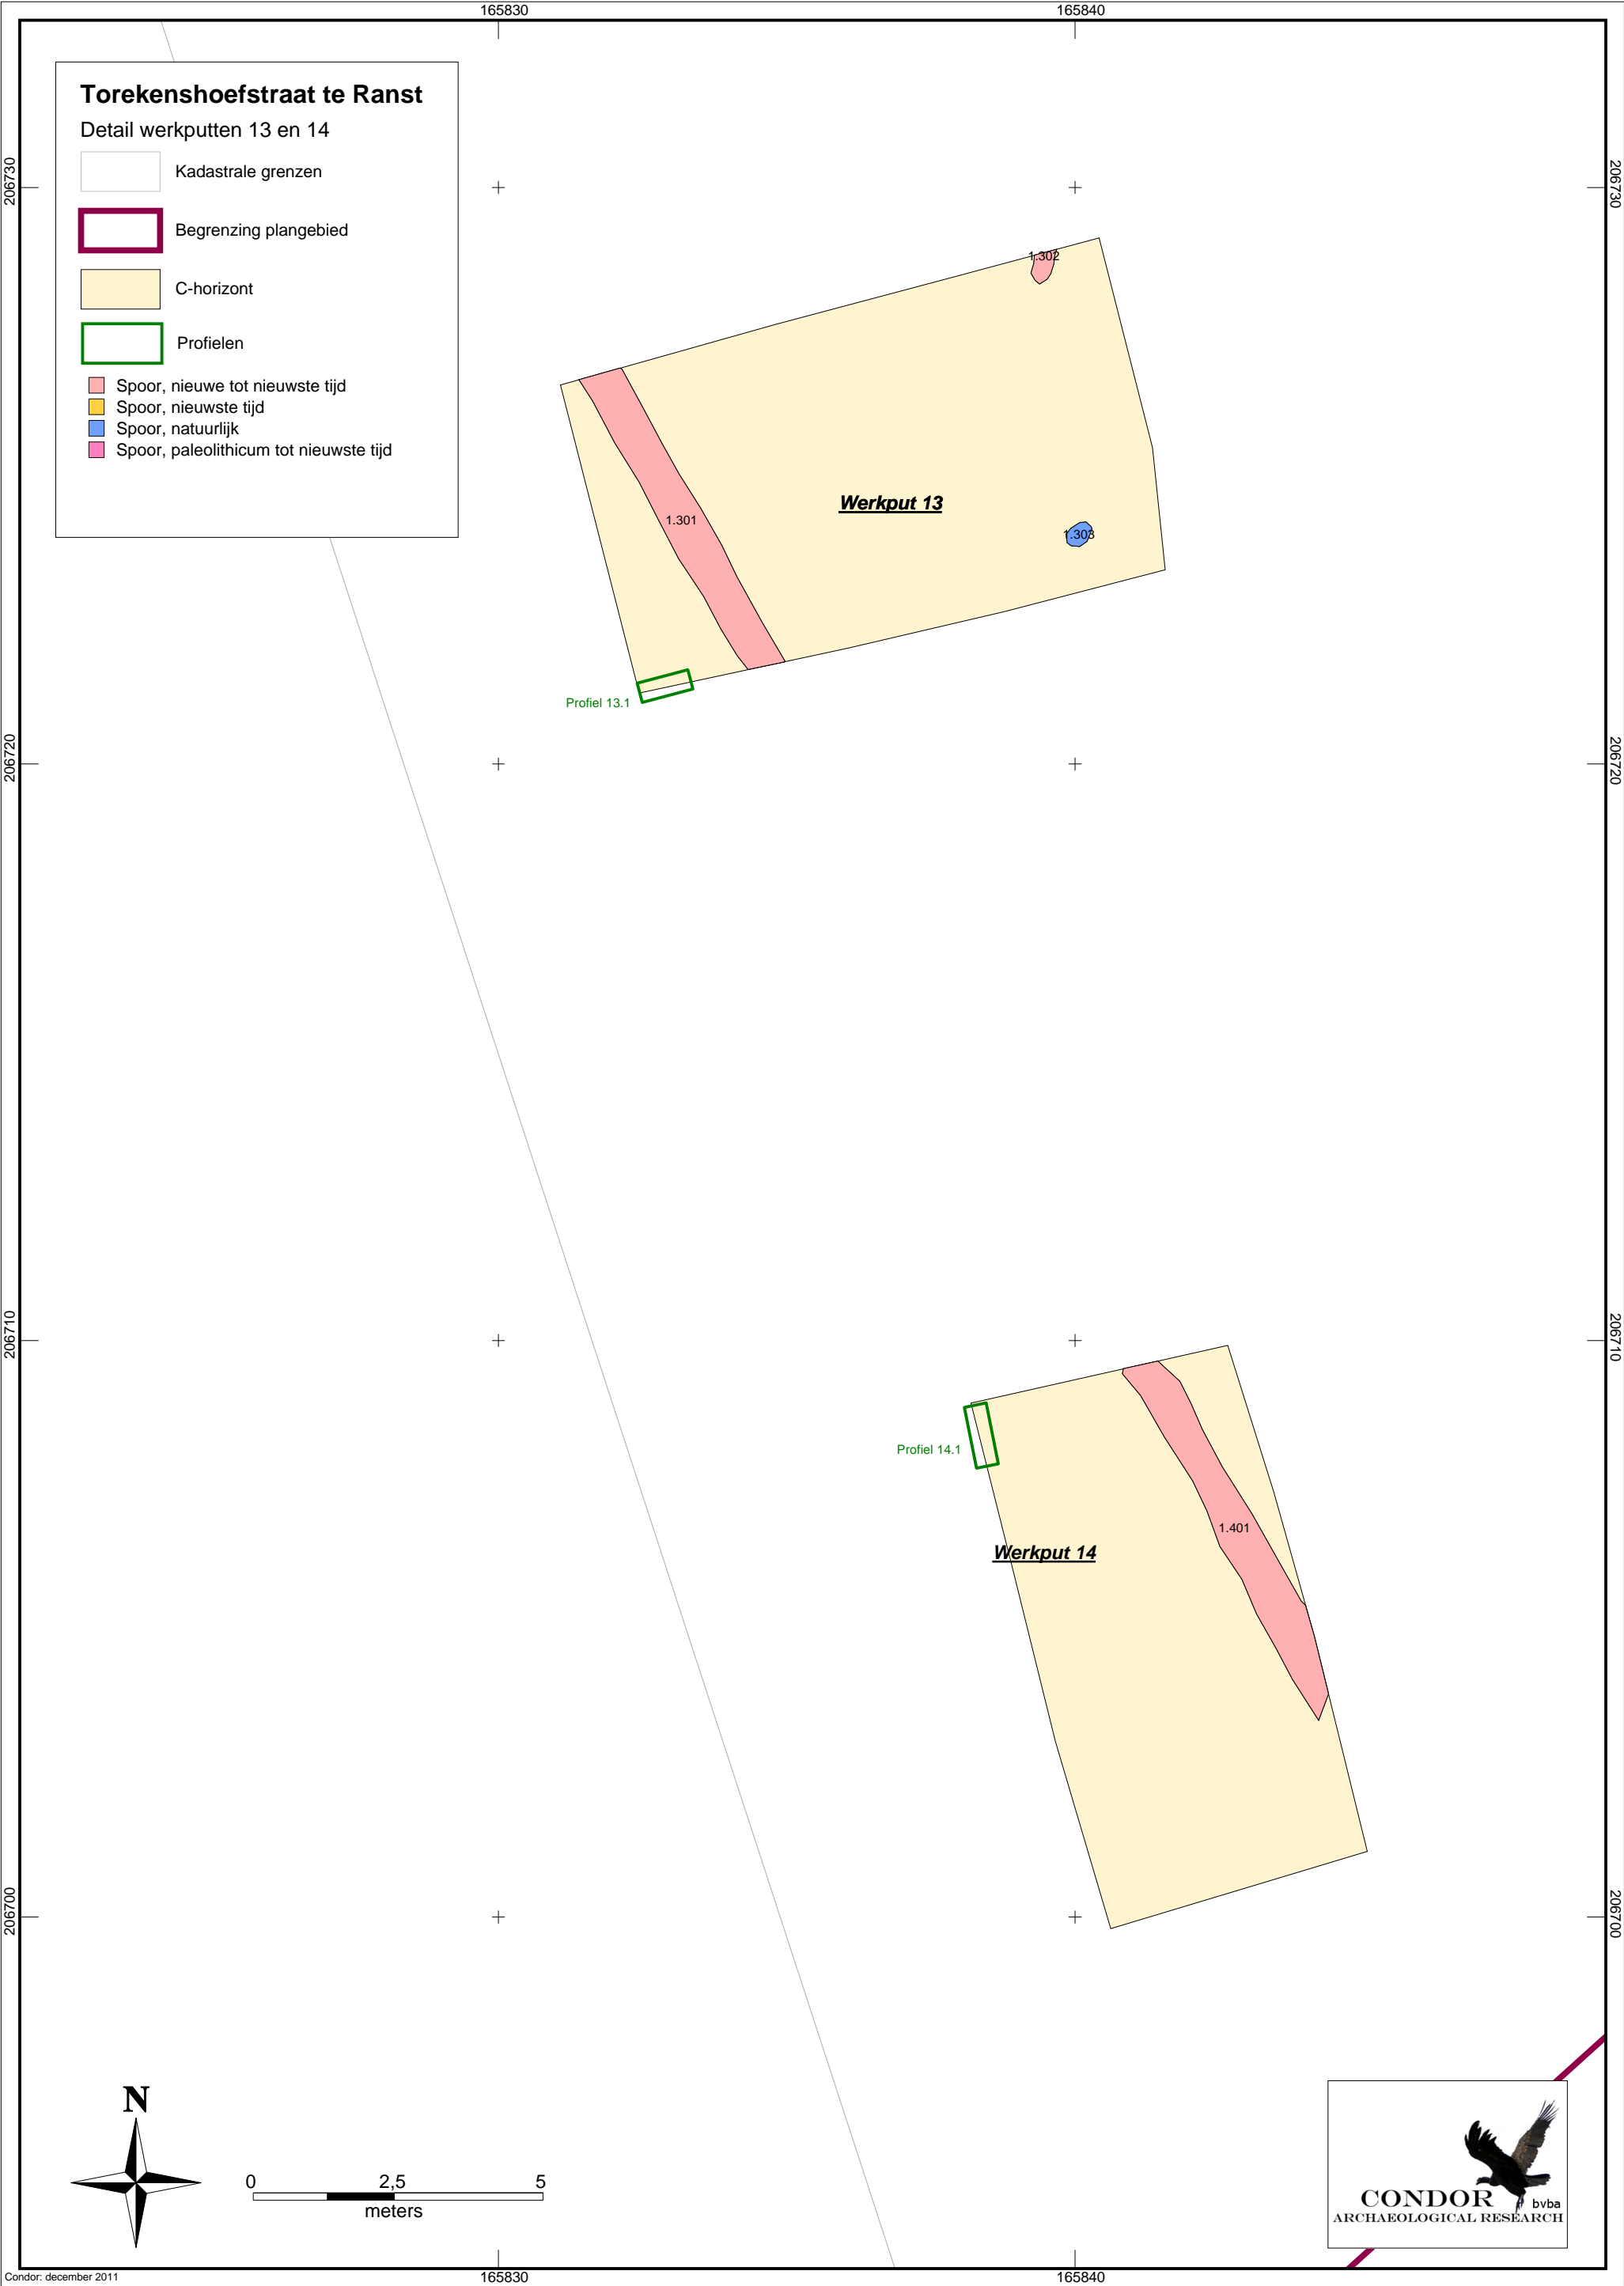 165830
165840
Torekenshoefstraat te Ranst
Detail werkputten 13 en 14
Kadastrale grenzen
Begrenzing plangebied
C-horizont
Profielen
Spoor, nieuwe tot nieuwste tijd
Spoor, nieuwste tijd
Spoor, natuurlijk
Spoor, paleolithicum tot nieuwste tijd
206730
206730
1.302
Werkput 13
1.301
1.303
Profiel 13.1
206720
206720
206710
206710
Profiel 14.1
1.401
Werkput 14
206700
206700
N
0
2,5
5
meters
CONDOR bvba
ARCHAEOLOGICAL RESEARCH
Condor: december 2011
165830
165840